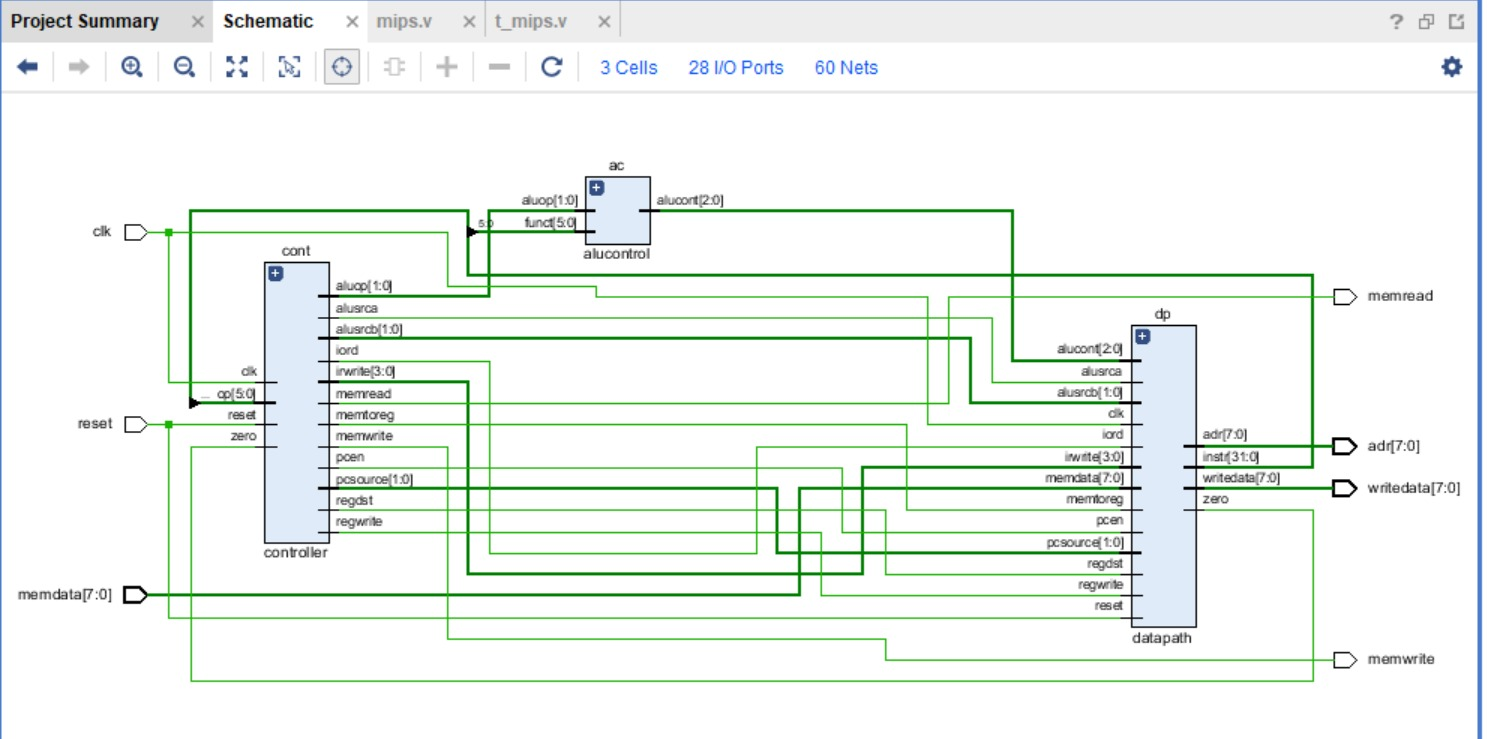 Project Summary × Schematic × mips.v × t_mips.v ×
3 Cells 28 I/O Ports 60 Nets
ac
aluop[1:0] alucont[2:0]
5:0 funct[5:0]
clk
alucontrol
cont
aluop[1:0]
alusrca
alusrcb[1:0]
iord
irwrite[3:0]
memread
memtoreg
memwrite
pcen
pcsource[1:0]
regdst
regwrite
clk
... op[5:0]
reset
zero
controller
reset
memdata[7:0]
dp
alucont[2:0]
alusrca
alusrcb[1:0]
clk
iord
irwrite[3:0]
memdata[7:0]
memtoreg
pcen
pcsource[1:0]
regdst
regwrite
reset
adr[7:0]
instr[31:0]
writedata[7:0]
zero
datapath
memread
adr[7:0]
writedata[7:0]
memwrite